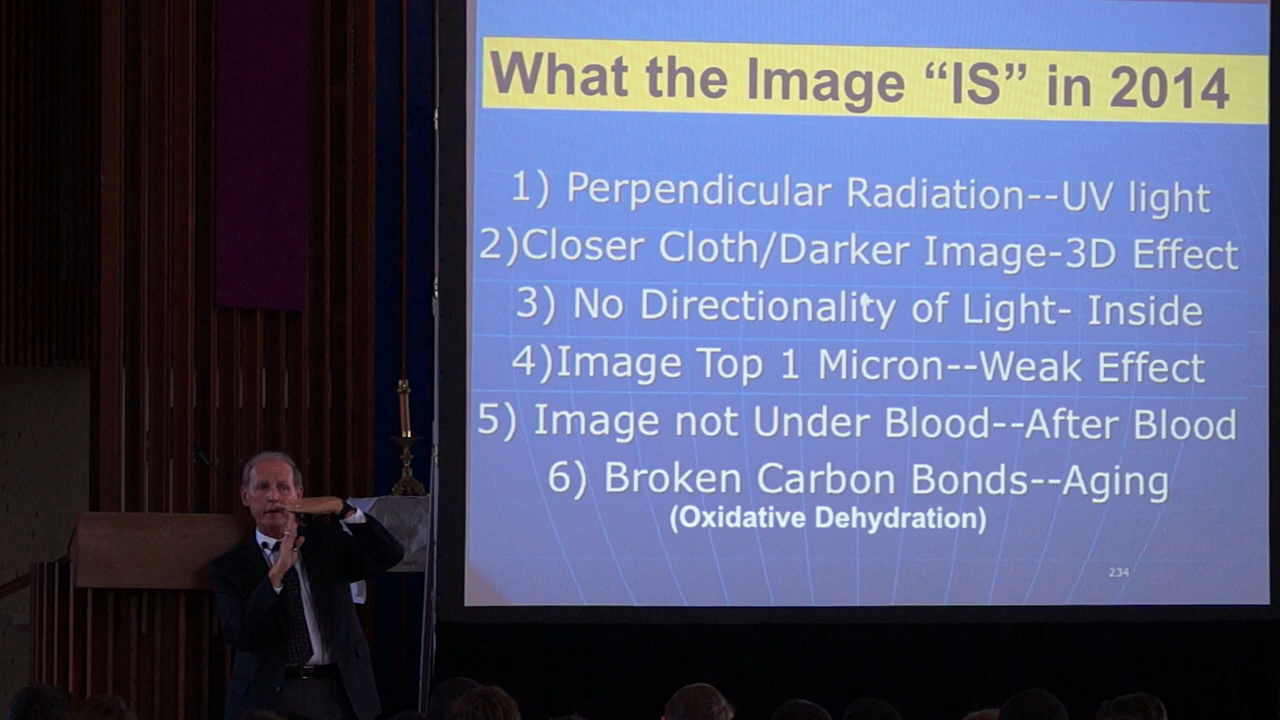 What the Image “IS” in 2014
1) Perpendicular Radiation--UV light
2)Closer Cloth/Darker Image-3D Effect
3) No Directionality of Light- Inside
4)Image Top 1 Micron--Weak Effect
5) Image not Under Blood--After Blood
6) Broken Carbon Bonds--Aging
(Oxidative Dehydration)
234